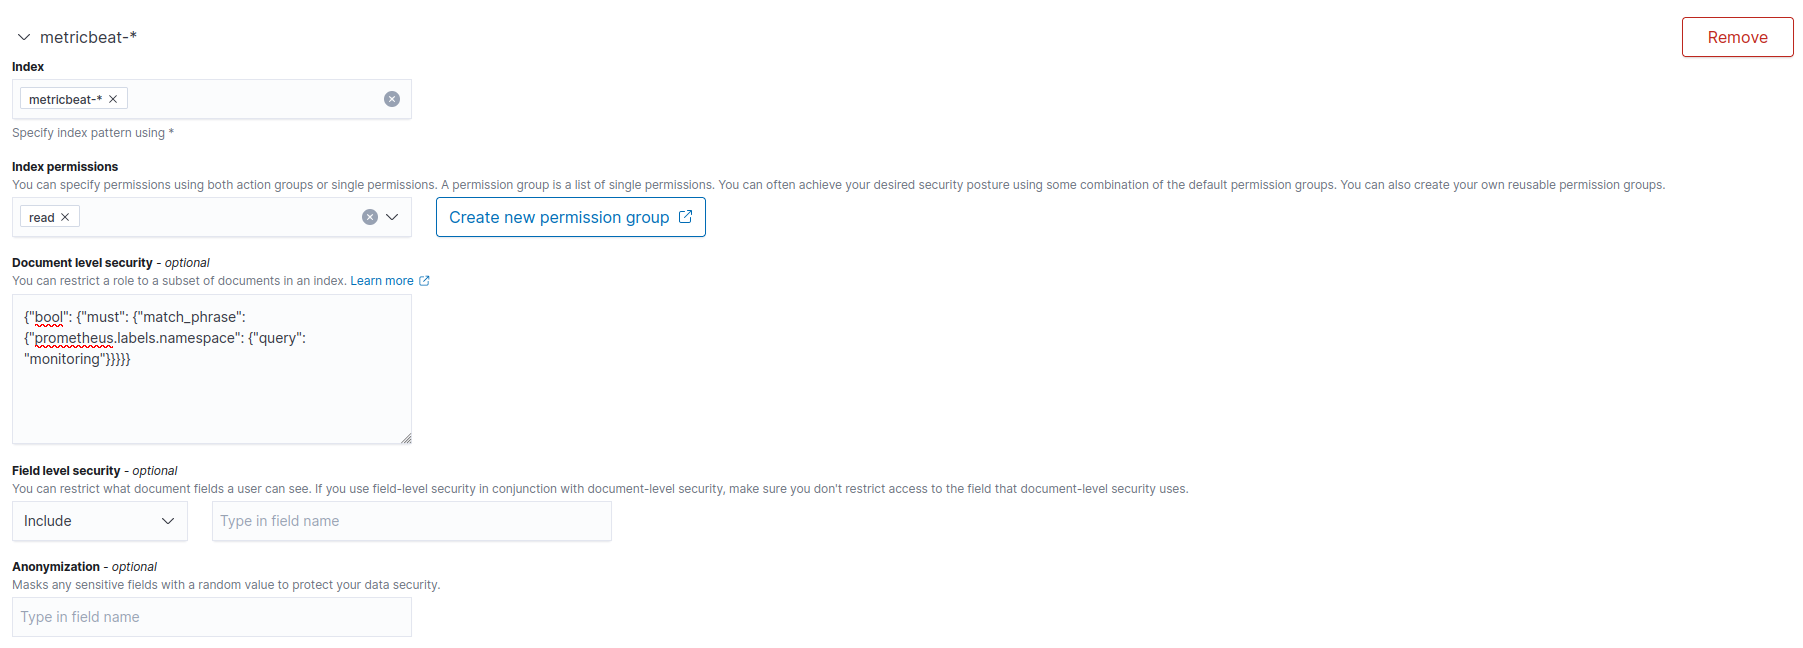 metricbeat-*
Remove
Index
metricbeat-*
Specify index pattern using *
Index permissions
You can specify permissions using both action groups or single permissions. A permission group is a list of single permissions. You can often achieve your desired security posture using some combination of the default permission groups. You can also create your own reusable permission groups.
read
Create new permission group
Document level security - optional
You can restrict a role to a subset of documents in an index. Learn more
{"bool": {"must": {"match_phrase":
{"prometheus.labels.namespace": {"query":
"monitoring"}}}}}
Field level security - optional
You can restrict what document fields a user can see. If you use field-level security in conjunction with document-level security, make sure you don't restrict access to the field that document-level security uses.
Include
Type in field name
Anonymization - optional
Masks any sensitive fields with a random value to protect your data security.
Type in field name